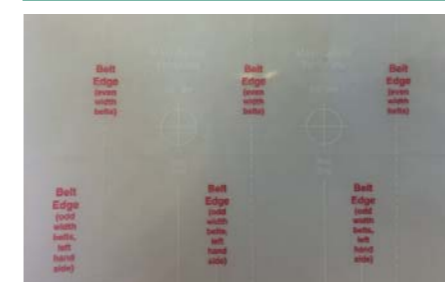 Belt
Edge
(even
width
belts)
Belt
Edge
(even
width
belts)
Belt
Edge
(even
width
belts)
Belt
Edge
(odd
width
belts,
left
hand
side)
Belt
Edge
(odd
width
belts,
left
hand
side)
Belt
Edge
(odd
width
belts,
left
hand
side)